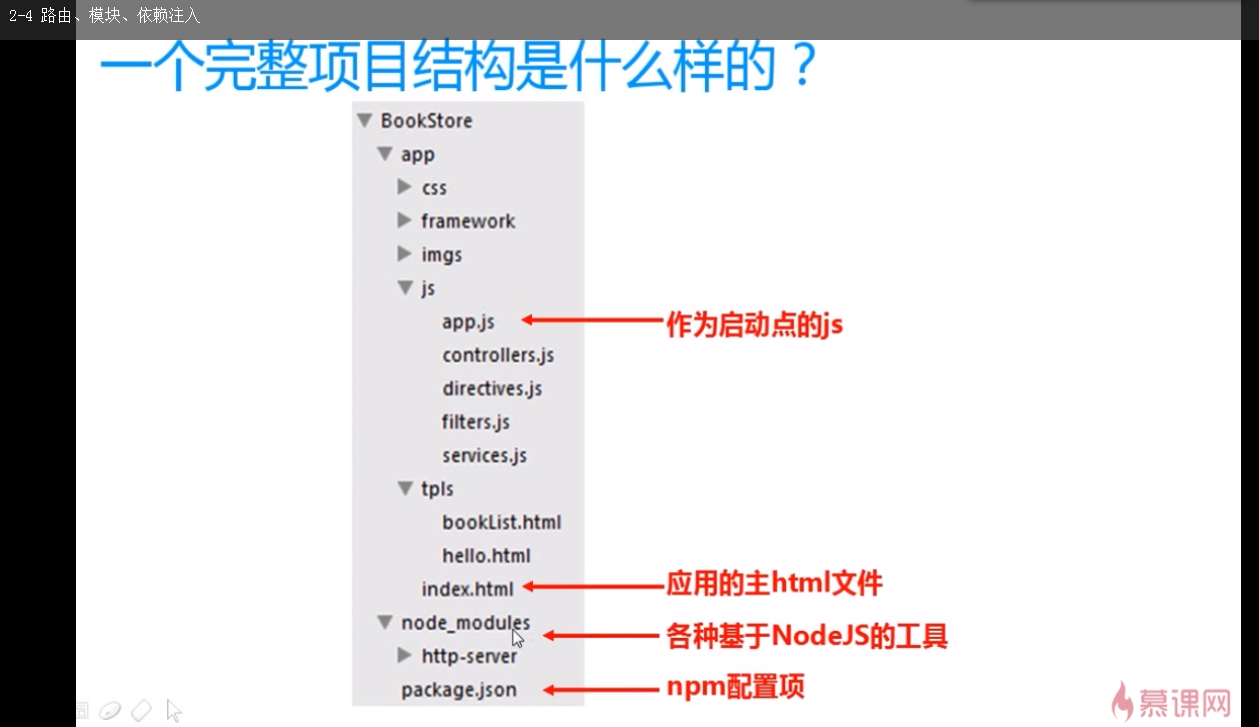 2-4 路由、模块、依赖注入
一个完整项目结构是什么样的？
BookStore
app
css
framework
imgs
js
app.js
作为启动点的js
controllers.js
directives.js
filters.js
services.js
tpls
bookList.html
hello.html
index.html
应用的主html文件
node_modules
各种基于NodeJS的工具
http-server
package.json
npm配置项
慕课网